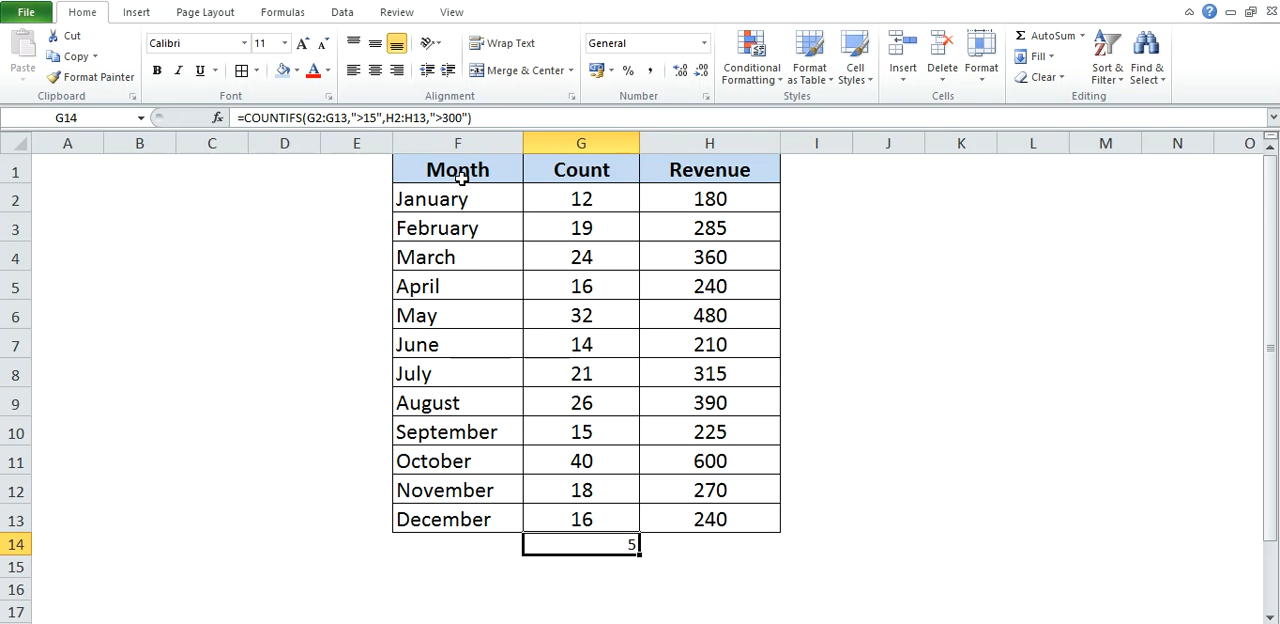 File Home Insert Page Layout Formulas Data Review View
Paste
Cut
Copy
Format Painter
Clipboard
Calibri 11 A A
B I U A
Font
Wrap Text
Merge & Center
Alignment
General
% ,
Number
Conditional Formatting
Format as Table
Cell Styles
Styles
Insert Delete Format
Cells
Σ AutoSum
Fill
Clear
Sort & Filter
Find & Select
Editing
G14 fx =COUNTIFS(G2:G13,">15",H2:H13,">300")
A B C D E F G H I J K L M N O
1 Month Count Revenue
2 January 12 180
3 February 19 285
4 March 24 360
5 April 16 240
6 May 32 480
7 June 14 210
8 July 21 315
9 August 26 390
10 September 15 225
11 October 40 600
12 November 18 270
13 December 16 240
14 5
15
16
17